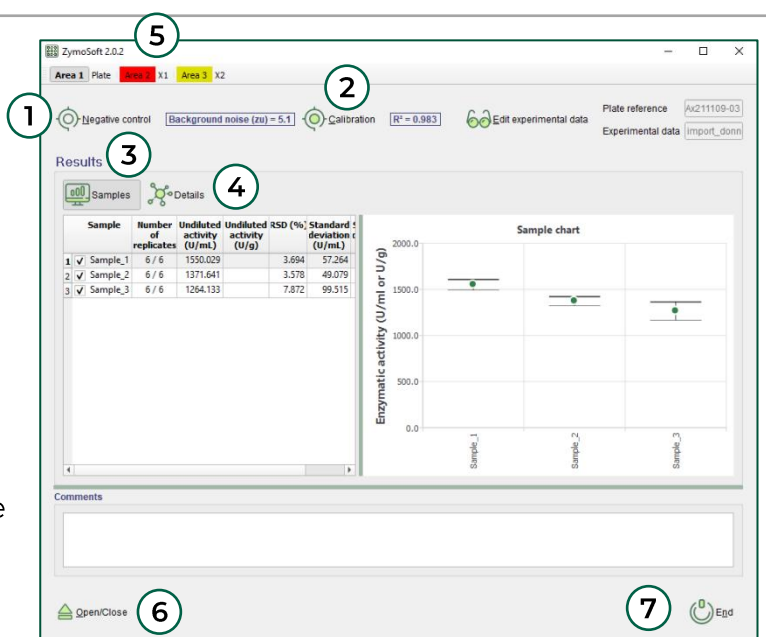 5
ZymoSoft 2.0.2
Area 1 Plate Area 2 X1 Area 3 X2
2
1 Negative control Background noise (zu) = 5.1 Calibration R² = 0.983 Edit experimental data
Plate reference Ax211109-03
Experimental data import_donn
Results 3
Samples Details 4
Sample Number of replicates Undiluted activity (U/mL) Undiluted activity (U/g) RSD (%) Standard deviation (U/mL)
1 Sample_1 6 / 6 1550.029 3.694 57.264
2 Sample_2 6 / 6 1371.641 3.578 49.079
3 Sample_3 6 / 6 1264.133 7.872 99.515
Sample chart
Enzymatic activity (U/ml or U/g)
2000.0
1500.0
1000.0
500.0
0.0
Sample_1
Sample_2
Sample_3
Comments
e
Open/Close 6
7 End